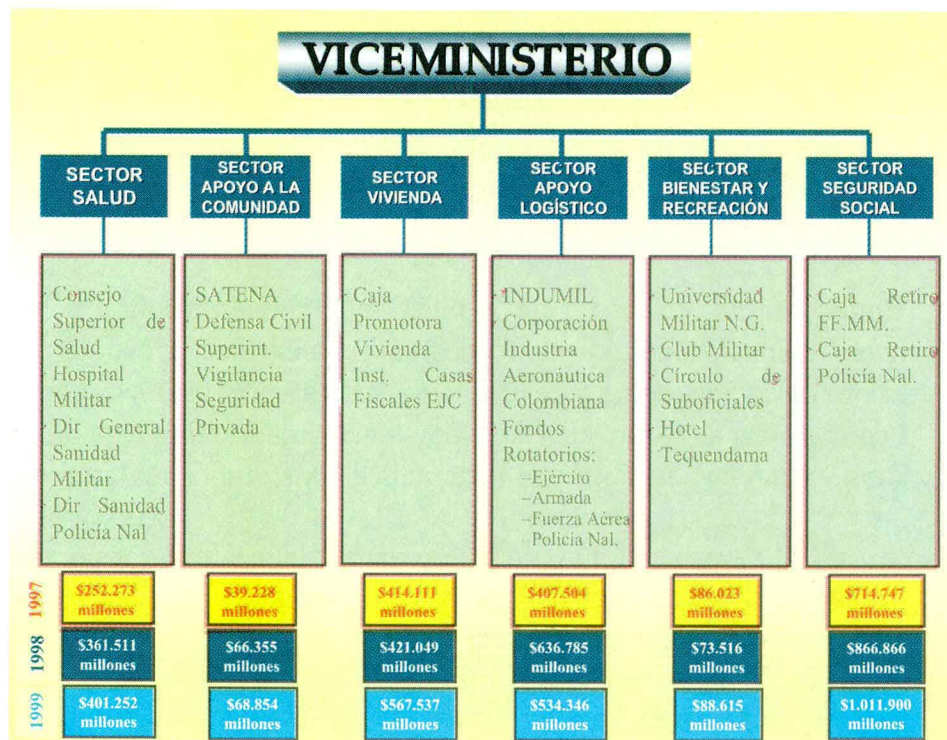 VICEMINISTERIO
SECTOR
SALUD
SECTOR
APOYO A LA
COMUNIDAD
SECTOR
VIVIENDA
SECTOR
APOYO
LOGÍSTICO
SECTOR
BIENESTAR Y
RECREACIÓN
SECTOR
SEGURIDAD
SOCIAL
Consejo
Superior de
Salud
Hospital
Militar
Dir General
Sanidad
Militar
Dir Sanidad
Policía Nal
SATENA
Defensa Civil
Superint.
Vigilancia
Seguridad
Privada
Caja
Promotora
Vivienda
Inst. Casas
Fiscales EJC
INDUMIL
Corporación
Industria
Aeronáutica
Colombiana
Fondos
Rotatorios:
–Ejército
–Armada
–Fuerza Aérea
–Policía Nal.
Universidad
Militar N.G.
Club Militar
Círculo de
Suboficiales
Hotel
Tequendama
Caja Retiro
FF.MM.
Caja Retiro
Policía Nal.
1997
$252.273
millones
$39.228
millones
$414.111
millones
$407.504
millones
$86.023
millones
$714.747
millones
1998
$361.511
millones
$66.355
millones
$421.049
millones
$636.785
millones
$73.516
millones
$866.866
millones
1999
$401.252
millones
$68.854
millones
$567.537
millones
$534.346
millones
$88.615
millones
$1.011.900
millones